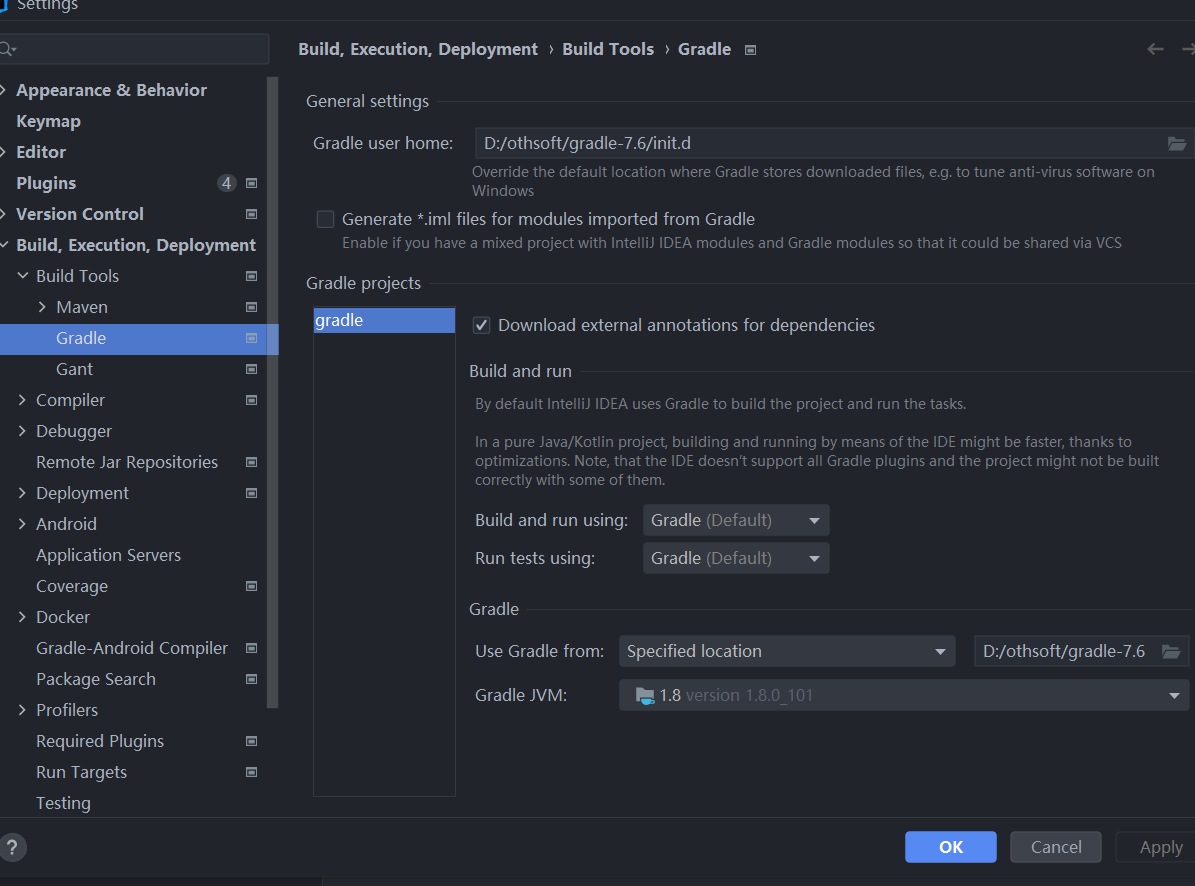 Settings
Build, Execution, Deployment › Build Tools › Gradle
Appearance & Behavior
Keymap
Editor
Plugins 4
Version Control
Build, Execution, Deployment
Build Tools
Maven
Gradle
Gant
Compiler
Debugger
Remote Jar Repositories
Deployment
Android
Application Servers
Coverage
Docker
Gradle-Android Compiler
Package Search
Profilers
Required Plugins
Run Targets
Testing
General settings
Gradle user home: D:/othsoft/gradle-7.6/init.d
Override the default location where Gradle stores downloaded files, e.g. to tune anti-virus software on
Windows
Generate *.iml files for modules imported from Gradle
Enable if you have a mixed project with IntelliJ IDEA modules and Gradle modules so that it could be shared via VCS
Gradle projects
gradle
Download external annotations for dependencies
Build and run
By default IntelliJ IDEA uses Gradle to build the project and run the tasks.
In a pure Java/Kotlin project, building and running by means of the IDE might be faster, thanks to
optimizations. Note, that the IDE doesn't support all Gradle plugins and the project might not be built
correctly with some of them.
Build and run using: Gradle (Default)
Run tests using: Gradle (Default)
Gradle
Use Gradle from: Specified location D:/othsoft/gradle-7.6
Gradle JVM: 1.8 version 1.8.0_101
?
OK
Cancel
Apply